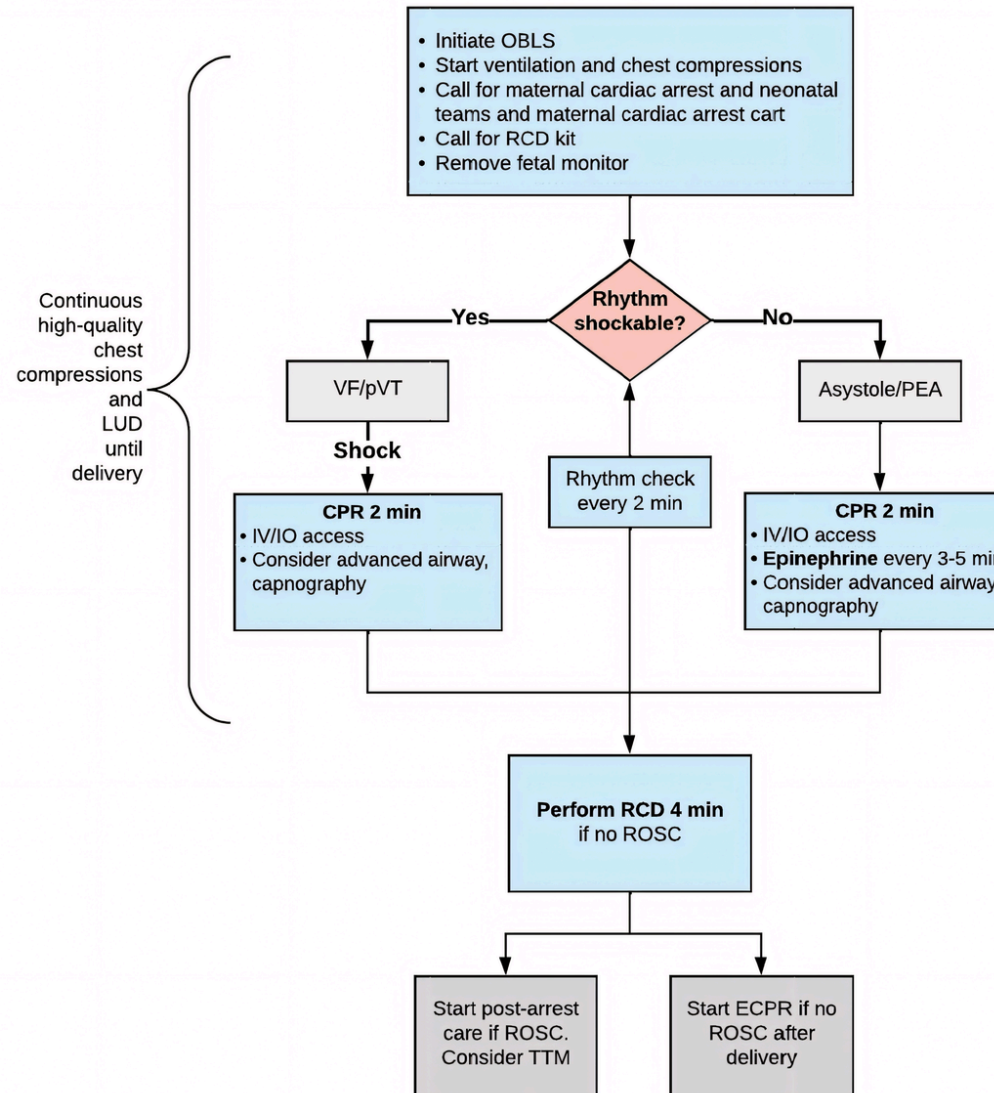 • Initiate OBLS
• Start ventilation and chest compressions
• Call for maternal cardiac arrest and neonatal
teams and maternal cardiac arrest cart
• Call for RCD kit
• Remove fetal monitor
Continuous
high-quality
chest
compressions
and
LUD
until
delivery
Rhythm
shockable?
Yes
No
VF/pVT
Asystole/PEA
Shock
Rhythm check
every 2 min
CPR 2 min
• IV/IO access
• Consider advanced airway,
capnography
CPR 2 min
• IV/IO access
• Epinephrine every 3-5 min
• Consider advanced airway
capnography
Perform RCD 4 min
if no ROSC
Start post-arrest
care if ROSC.
Consider TTM
Start ECPR if no
ROSC after
delivery